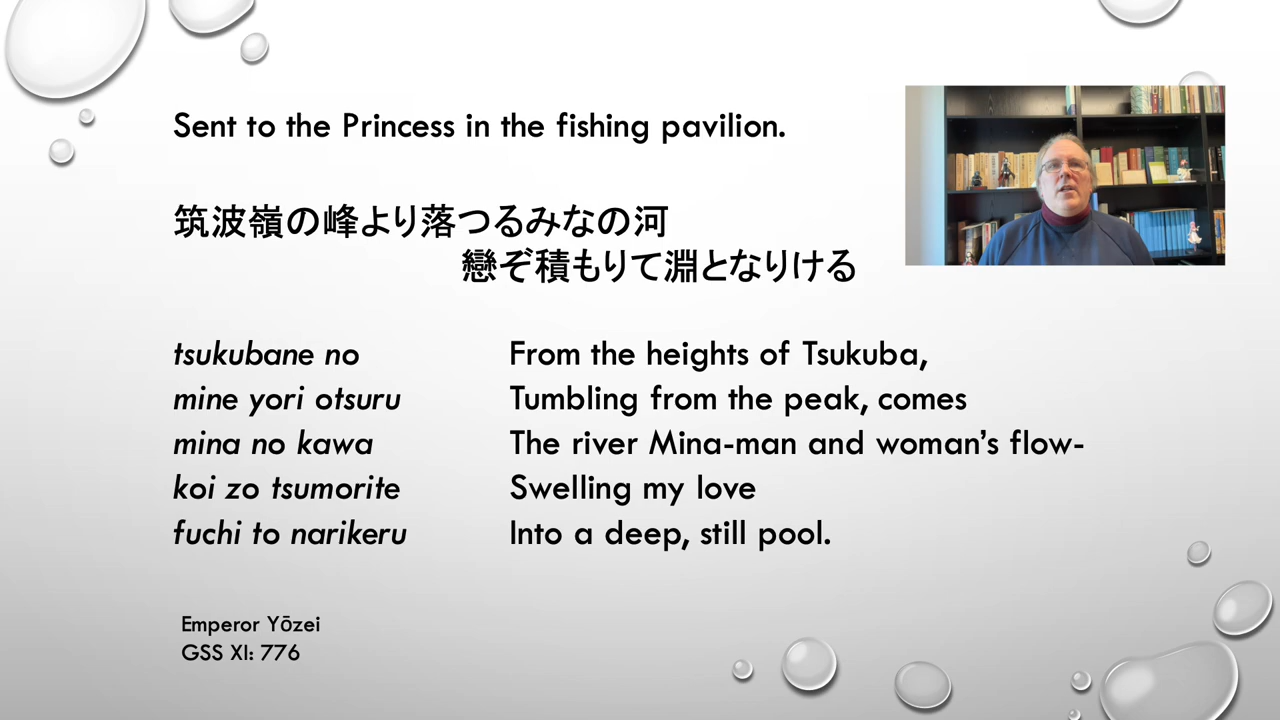 Sent to the Princess in the fishing pavilion.
筑波嶺の峰より落つるみなの河
戀ぞ積もりて淵となりける
tsukubane no
mine yori otsuru
mina no kawa
koi zo tsumorite
fuchi to narikeru
From the heights of Tsukuba,
Tumbling from the peak, comes
The river Mina-man and woman’s flow-
Swelling my love
Into a deep, still pool.
Emperor Yōzei
GSS XI: 776